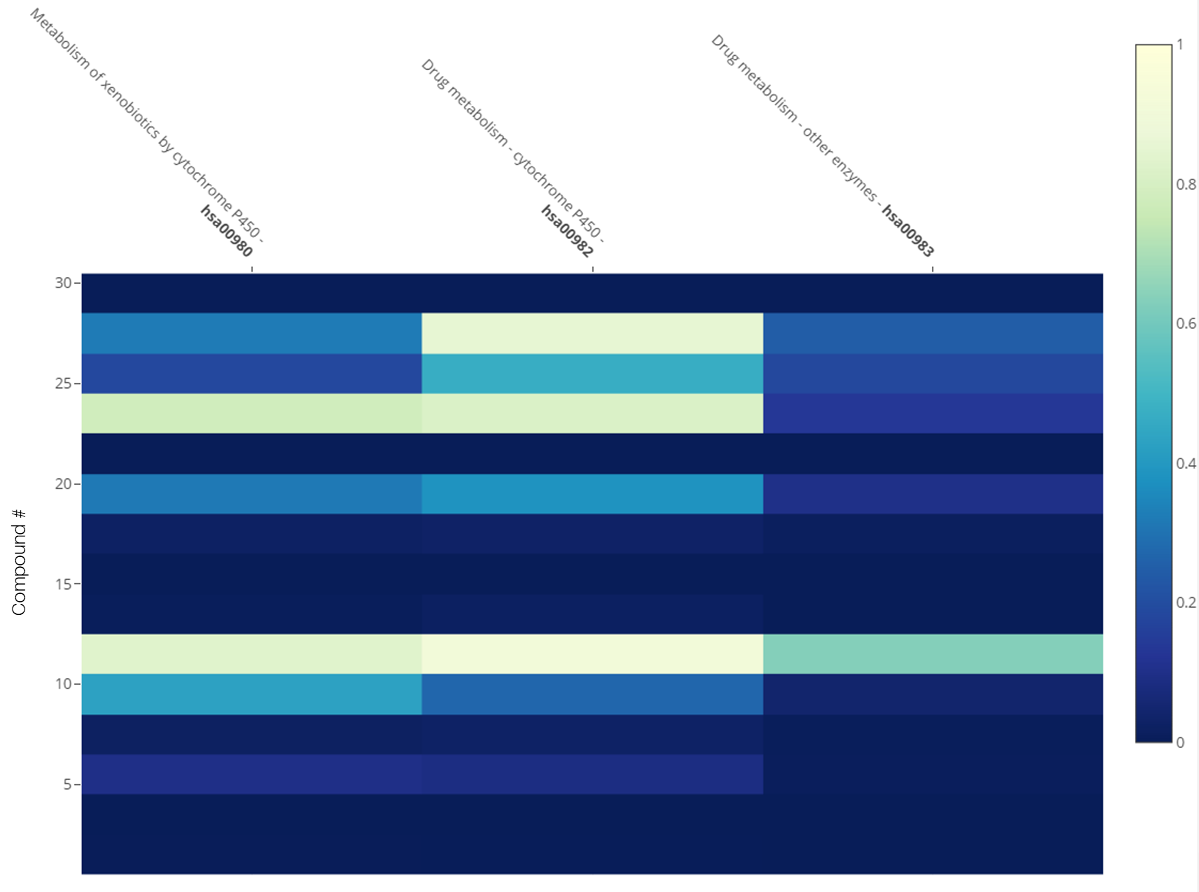 Metabolism of xenobiotics by cytochrome P450 -
hsa00980
Drug metabolism - cytochrome P450 -
hsa00982
Drug metabolism - other enzymes - hsa00983
30
25
20
15
10
5
Compound #
1
0.8
0.6
0.4
0.2
0